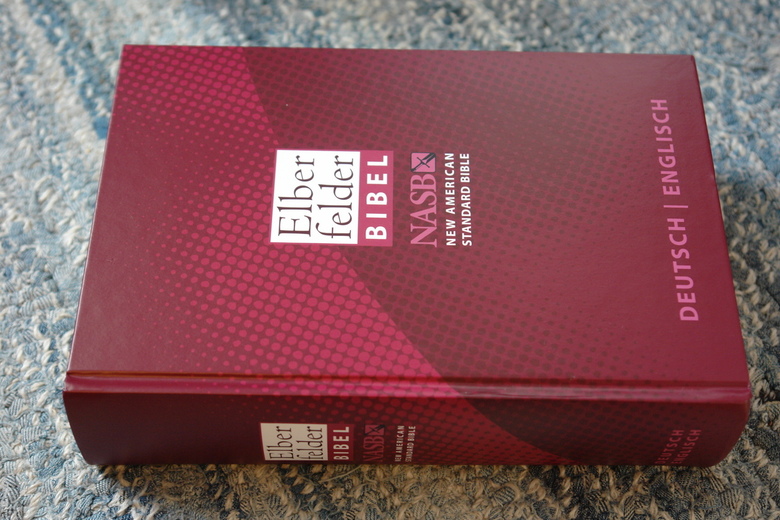 Elber
felder
BIBEL
NASB
NEW AMERICAN
STANDARD BIBLE
DEUTSCH | ENGLISCH
Elber
felder
BIBEL
NASB
NEW AMERICAN
STANDARD BIBLE
DEUTSCH
ENGLISCH